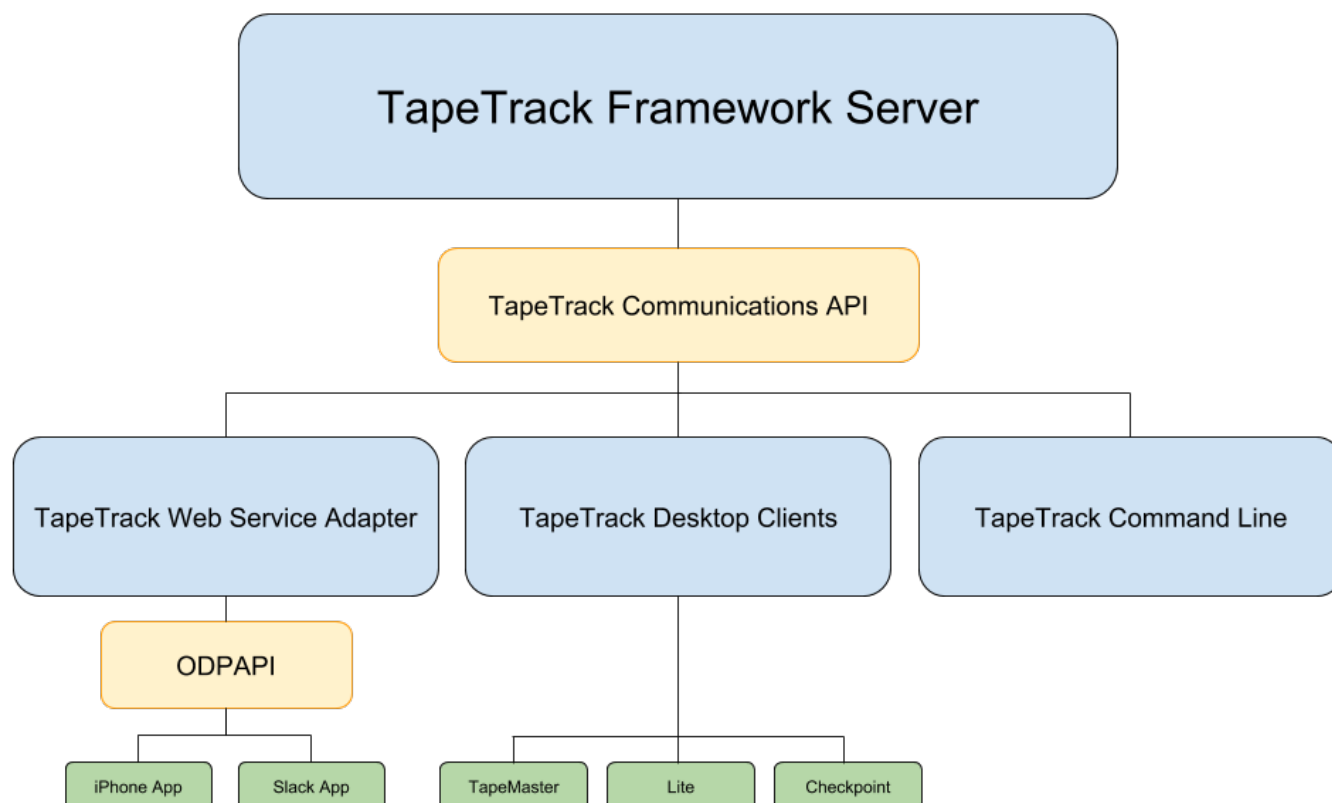 TapeTrack Framework Server
TapeTrack Communications API
TapeTrack Web Service Adapter
TapeTrack Desktop Clients
TapeTrack Command Line
ODPAPI
iPhone App
Slack App
TapeMaster
Lite
Checkpoint